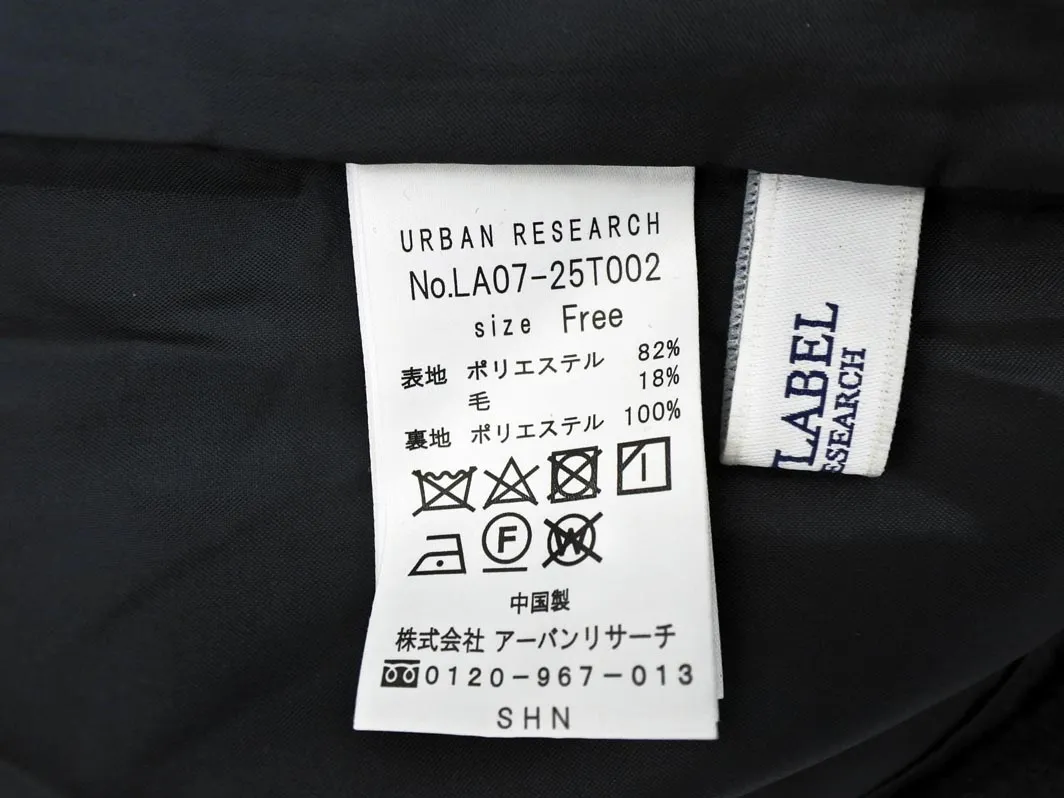 URBAN RESEARCH
No.LA07-25T002
size Free
表地 ポリエステル 82%
毛 18%
裏地 ポリエステル 100%
F
W
中国製
株式会社 アーバンリサーチ
0120-967-013
SHN
LABEL
ESEARCH